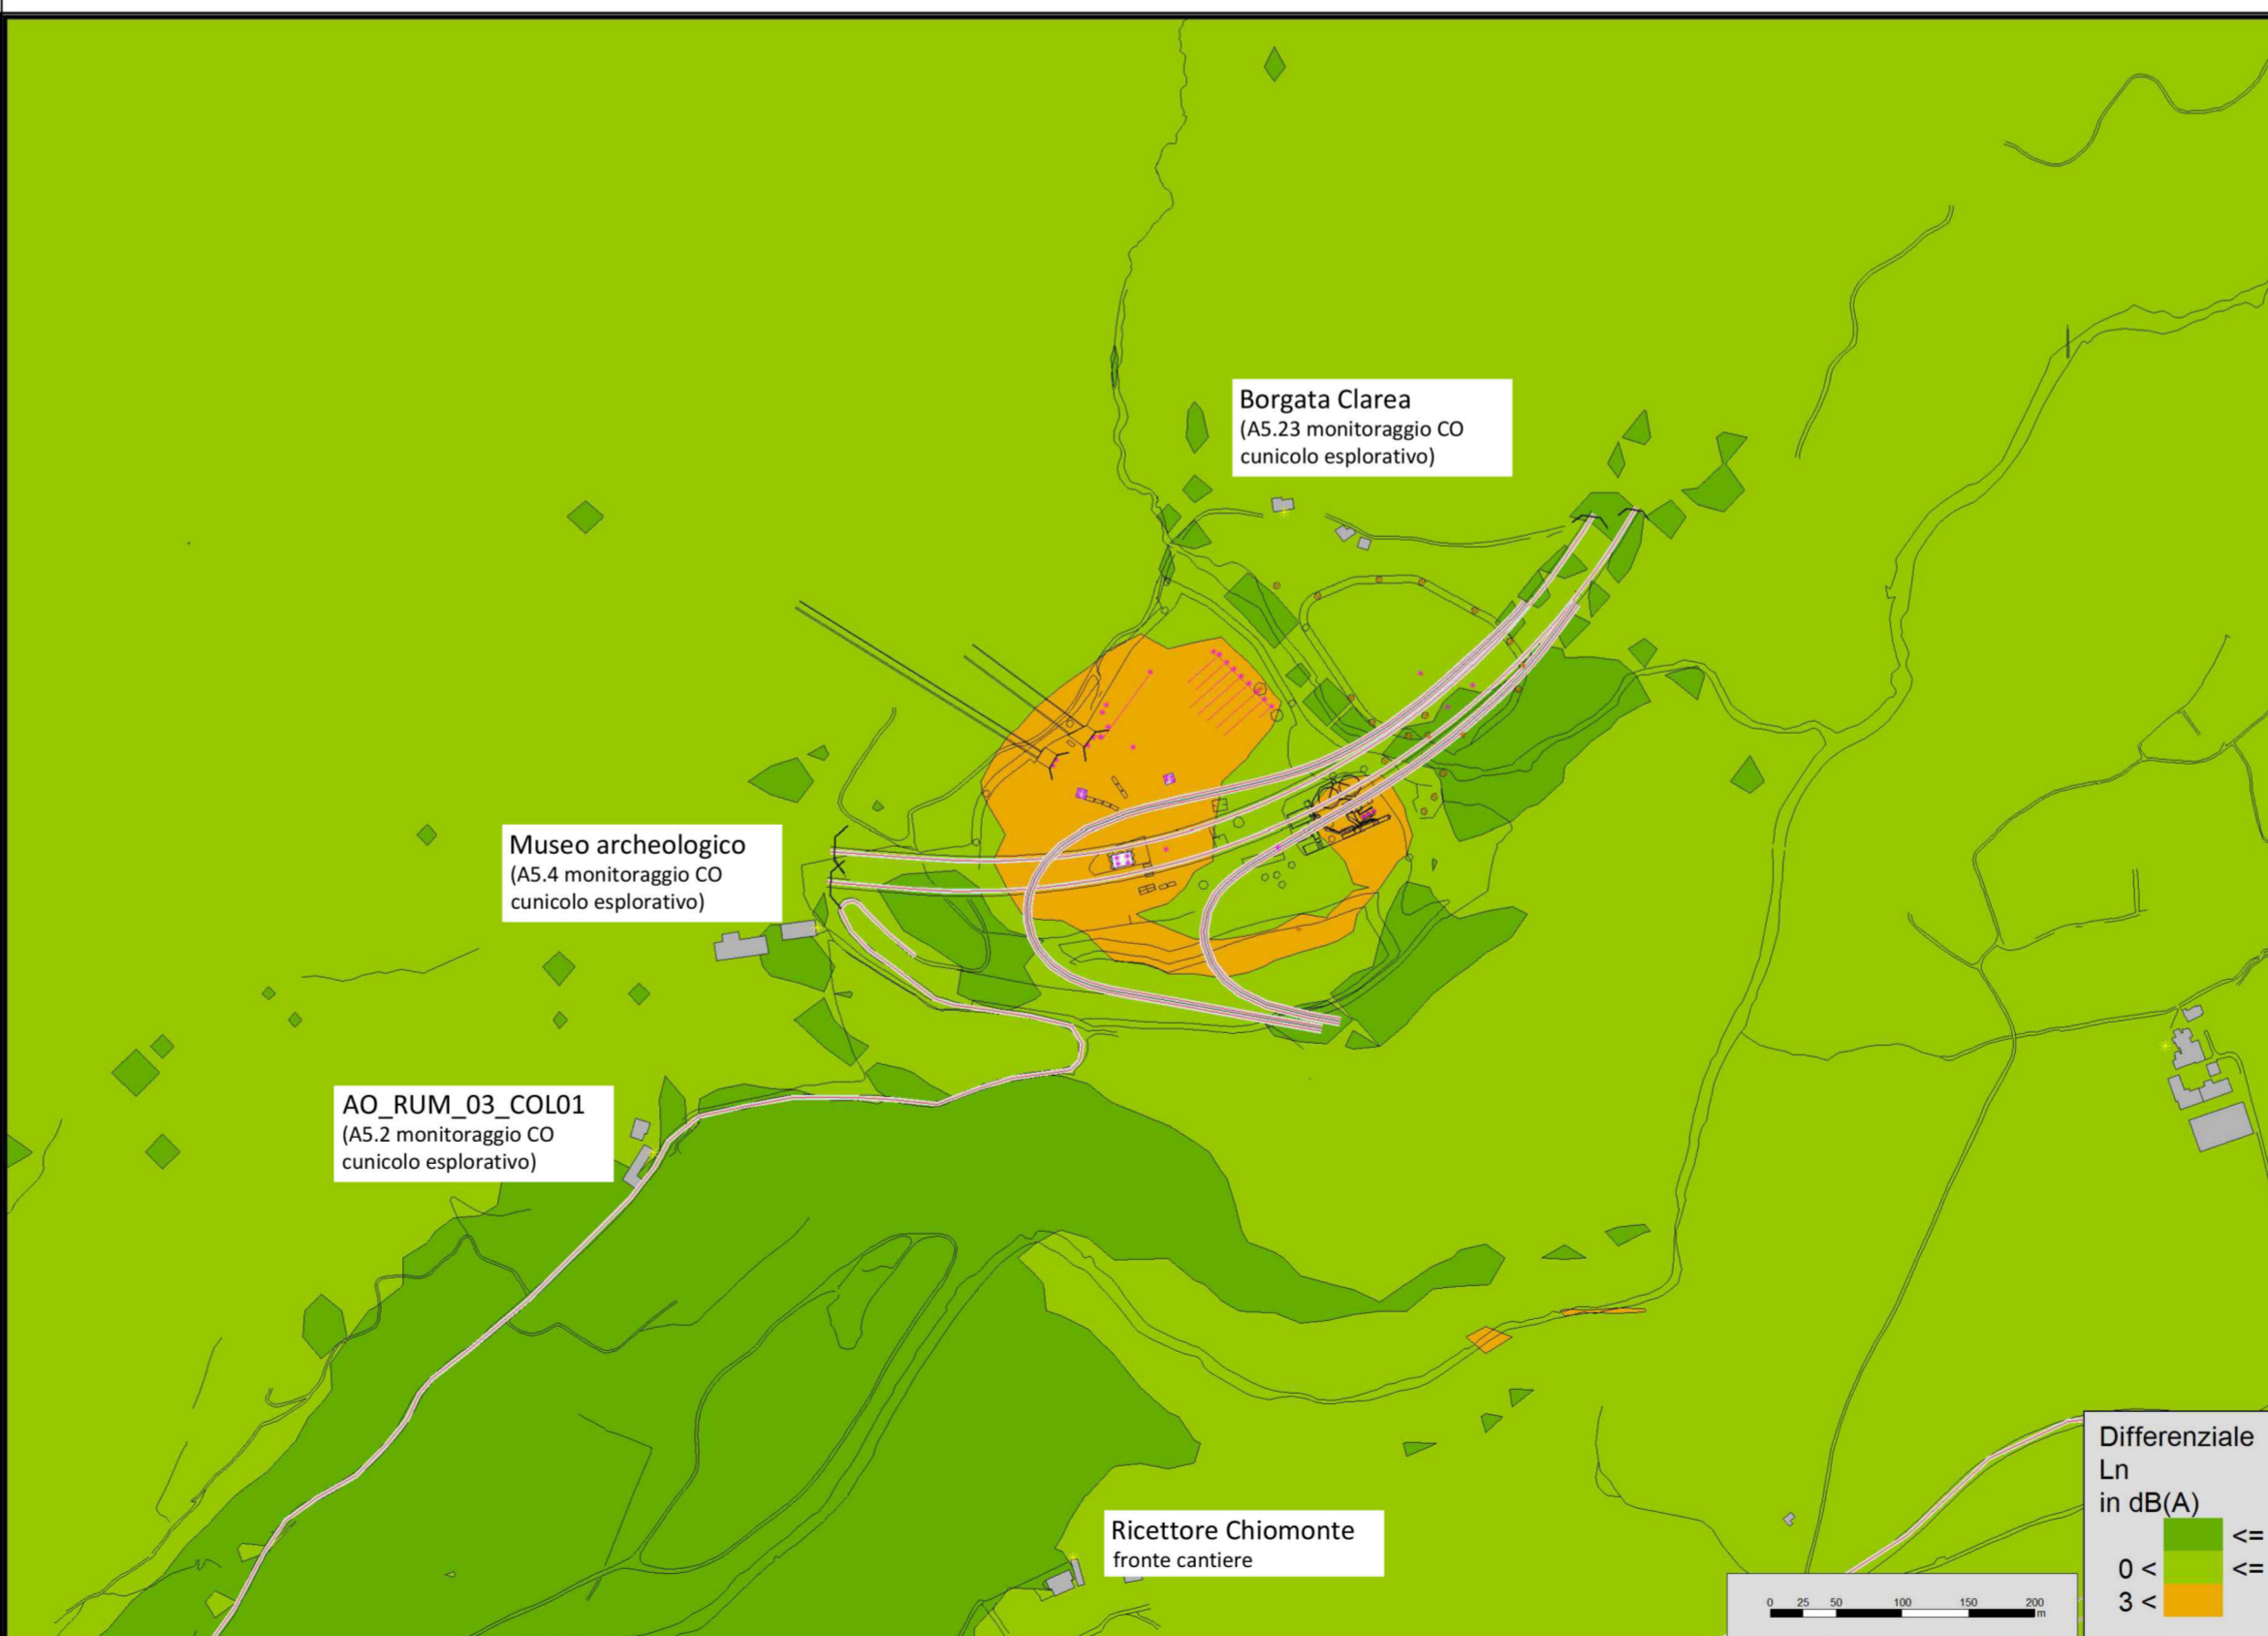 Borgata Clarea
(A5.23 monitoraggio CO
cunicolo esplorativo)
Museo archeologico
(A5.4 monitoraggio CO
cunicolo esplorativo)
AO_RUM_03_COL01
(A5.2 monitoraggio CO
cunicolo esplorativo)
Ricettore Chiomonte
fronte cantiere
Differenziale
Ln
in dB(A)
<=
0 < <=
3 <
0 25 50 100 150 200
m